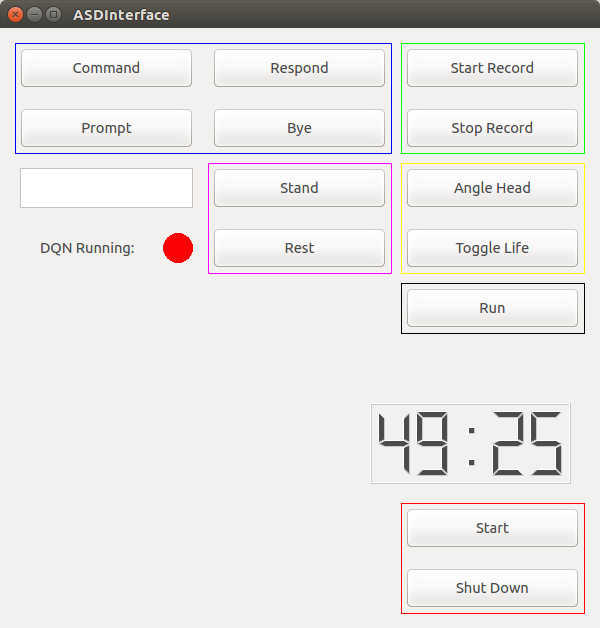 ASDInterface
Command
Respond
Start Record
Prompt
Bye
Stop Record
Stand
Angle Head
DQN Running:
Rest
Toggle Life
Run
49:25
Start
Shut Down